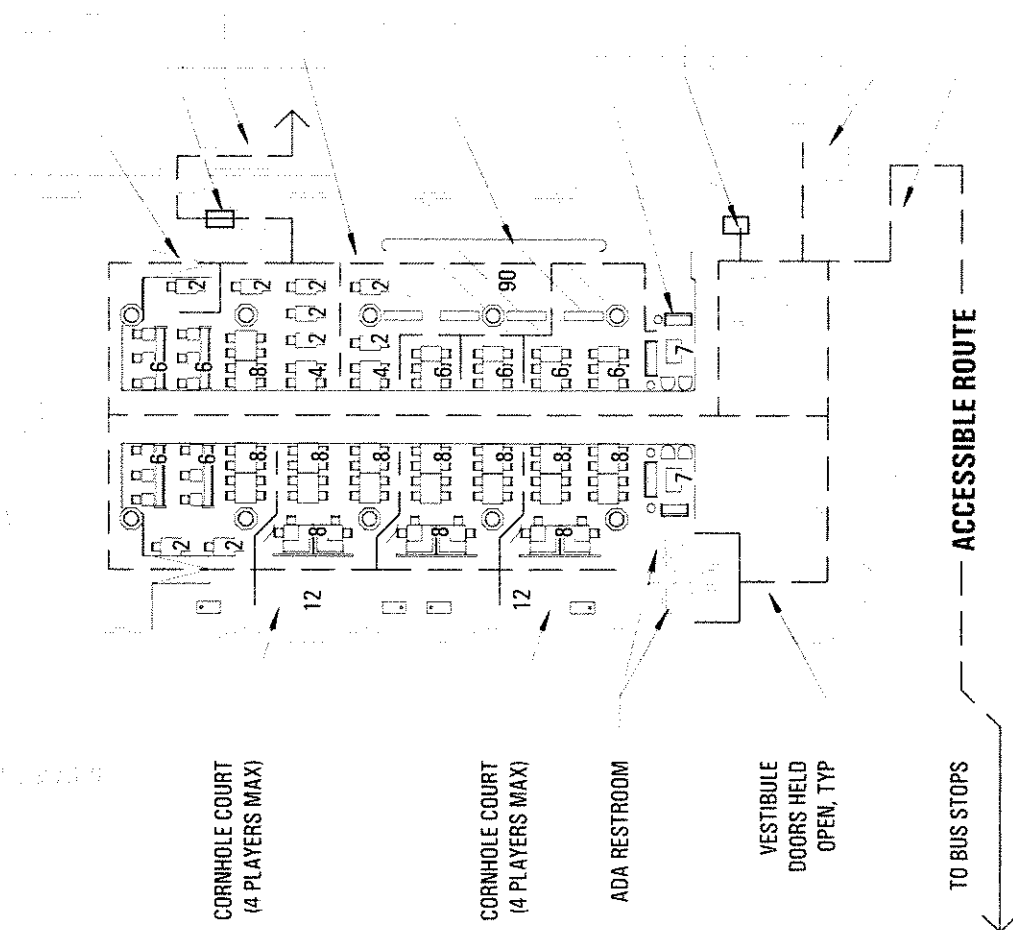 CORNHOLE COURT
(4 PLAYERS MAX)
CORNHOLE COURT
(4 PLAYERS MAX)
ADA RESTROOM
VESTIBULE
DOORS HELD
OPEN, TYP
TO BUS STOPS
ACCESSIBLE ROUTE
6 6
2 2
6 6
2 8 8 2
12 8 8 4 2 2 2
8 4 2 2
8 8 6
8 6 90
12 8 8 6
8 6
7 7